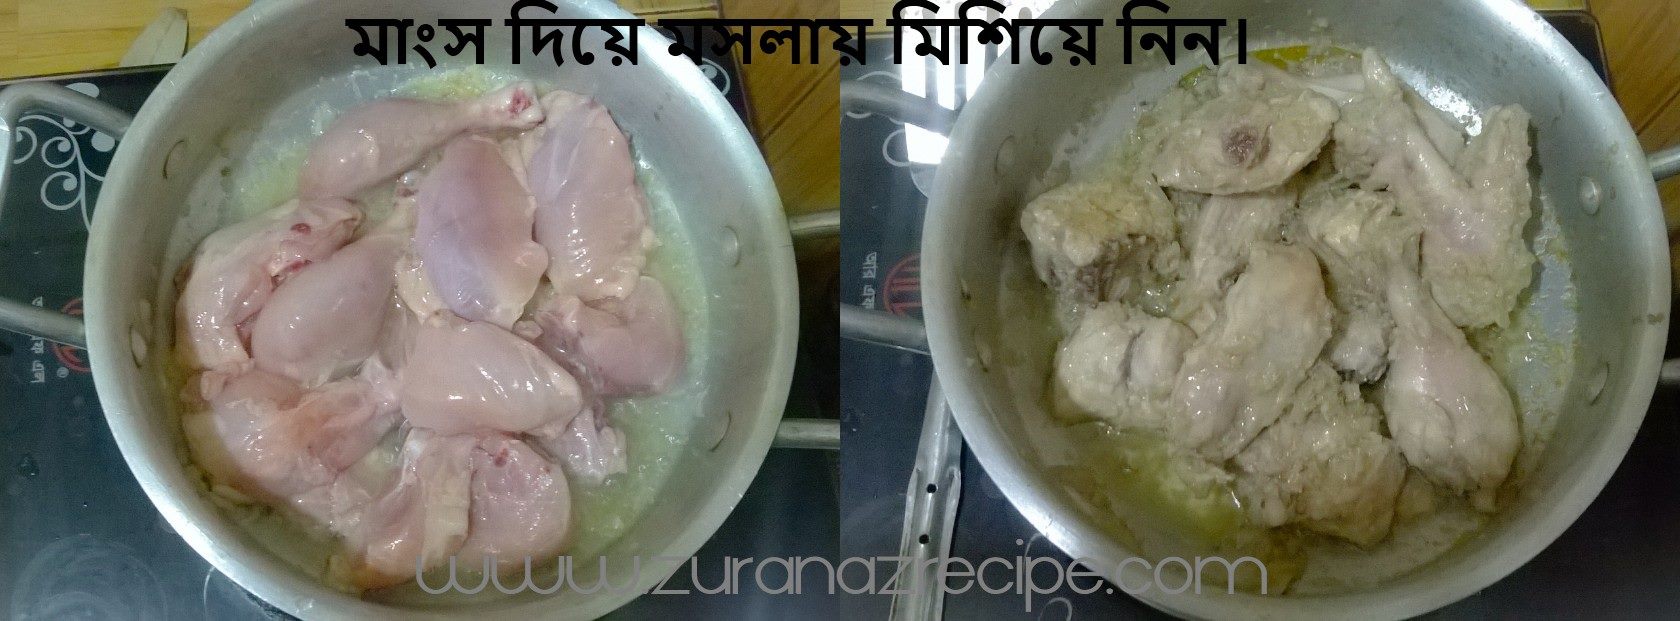 মাংস দিয়ে মসলায় মিশিয়ে নিন।
www.zuranazrecipe.com